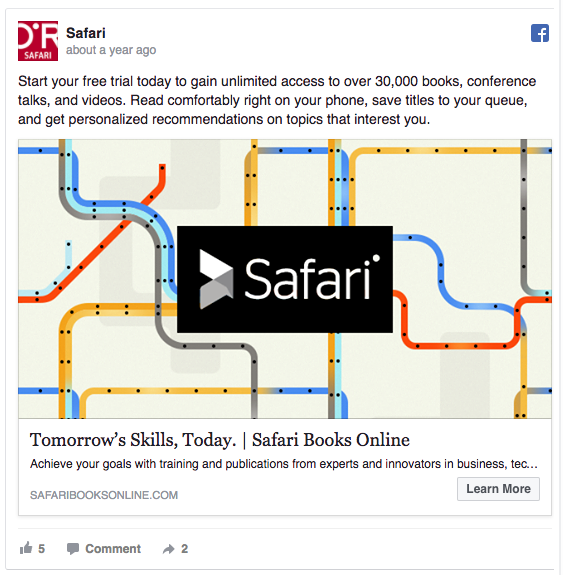 O'R
SAFARI
Safari
about a year ago
Start your free trial today to gain unlimited access to over 30,000 books, conference
talks, and videos. Read comfortably right on your phone, save titles to your queue,
and get personalized recommendations on topics that interest you.
Safari
Tomorrow's Skills, Today. | Safari Books Online
Achieve your goals with training and publications from experts and innovators in business, tec...
SAFARIBOOKSONLINE.COM
Learn More
5
Comment
2